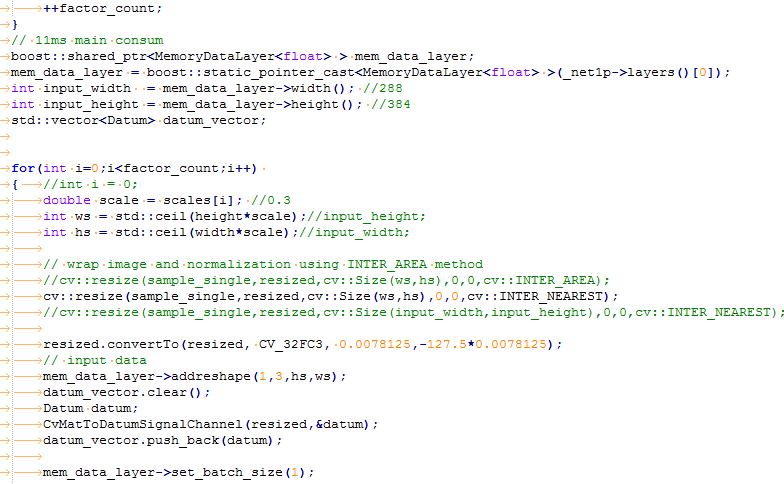 ++factor_count;
}
// 11ms main consum
boost::shared_ptr<MemoryDataLayer<float> > mem_data_layer;
mem_data_layer = boost::static_pointer_cast<MemoryDataLayer<float> >(_net1p->layers()[0]);
int input_width  = mem_data_layer->width(); //288
int input_height = mem_data_layer->height(); //384
std::vector<Datum> datum_vector;
for(int i=0;i<factor_count;i++)
{ //int i = 0;
double scale = scales[i]; //0.3
int ws = std::ceil(height*scale);//input_height;
int hs = std::ceil(width*scale);//input_width;
// wrap image and normalization using INTER_AREA method
//cv::resize(sample_single,resized,cv::Size(ws,hs),0,0,cv::INTER_AREA);
cv::resize(sample_single,resized,cv::Size(ws,hs),0,0,cv::INTER_NEAREST);
//cv::resize(sample_single,resized,cv::Size(input_width,input_height),0,0,cv::INTER_NEAREST);
resized.convertTo(resized, CV_32FC3, 0.0078125,-127.5*0.0078125);
// input data
mem_data_layer->addreshape(1,3,hs,ws);
datum_vector.clear();
Datum datum;
CvMatToDatumSignalChannel(resized,&datum);
datum_vector.push_back(datum);
mem_data_layer->set_batch_size(1);